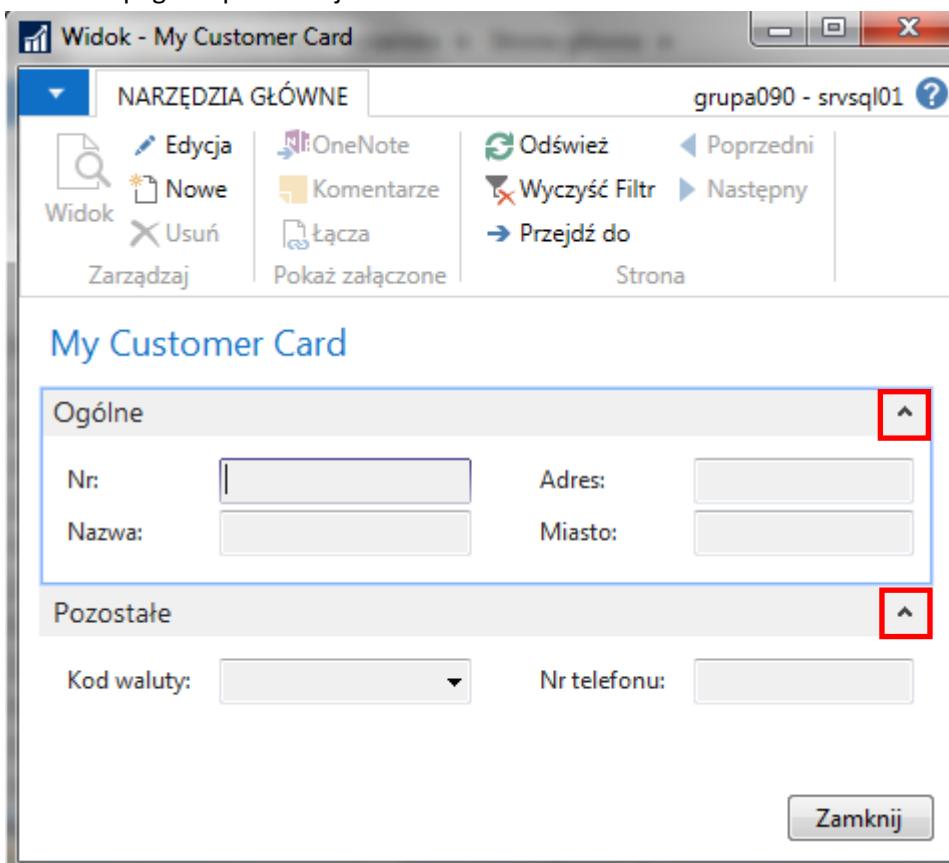 Widok - My Customer Card
NARZĘDZIA GŁÓWNE
grupa090 - srvsql01
Widok
Edycja
Nowe
Usuń
Zarządzaj
OneNote
Komentarze
Łącza
Pokaż załączone
Odśwież
Wyczyść Filtr
Przejdź do
Poprzedni
Następny
Strona
My Customer Card
Ogólne
Nr:
Adres:
Nazwa:
Miasto:
Pozostałe
Kod waluty:
Nr telefonu:
Zamknij